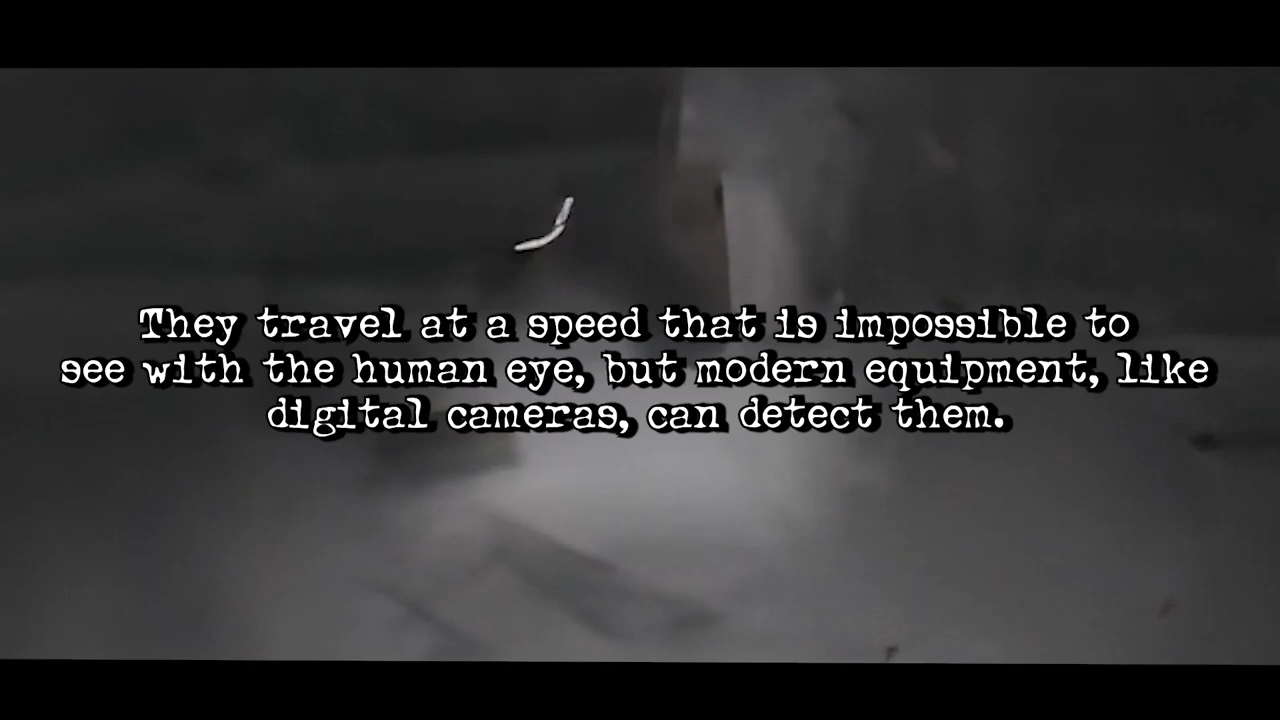 They travel at a speed that is impossible to
see with the human eye, but modern equipment, like
digital cameras, can detect them.